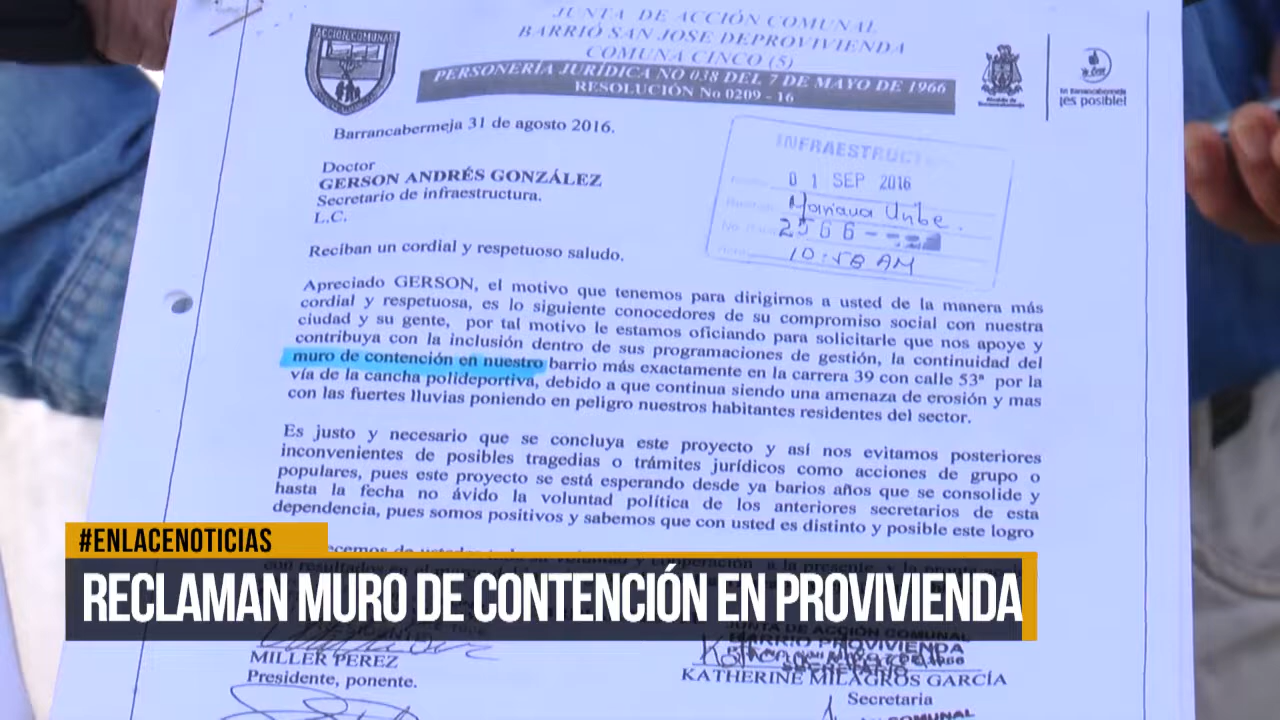 JUNTA DE ACCIÓN COMUNAL
BARRIÓ SAN JOSE DEPROVIVIENDA
COMUNA CINCO (5)
PERSONERÍA JURÍDICA NO 038 DEL 7 DE MAYO DE 1966
RESOLUCIÓN No 0209 - 16
ACCIÓN COMUNAL
Alcaldía de Barrancabermeja
En Barrancabermeja
¡es posible!
Barrancabermeja 31 de agosto 2016.
INFRAESTRUCT
01 SEP 2016
Mariana Uribe.
2566-
10:58 AM
Doctor
GERSON ANDRÉS GONZÁLEZ
Secretario de infraestructura.
L.C.
Reciban un cordial y respetuoso saludo.
Apreciado GERSON, el motivo que tenemos para dirigirnos a usted de la manera más
cordial y respetuosa, es lo siguiente conocedores de su compromiso social con nuestra
ciudad y su gente, por tal motivo le estamos oficiando para solicitarle que nos apoye y
contribuya con la inclusión dentro de sus programaciones de gestión, la continuidad del
muro de contención en nuestro barrio más exactamente en la carrera 39 con calle 53ª por la
vía de la cancha polideportiva, debido a que continua siendo una amenaza de erosión y mas
con las fuertes lluvias poniendo en peligro nuestros habitantes residentes del sector.
Es justo y necesario que se concluya este proyecto y así nos evitamos posteriores
inconvenientes de posibles tragedias o trámites jurídicos como acciones de grupo o
populares, pues este proyecto se está esperando desde ya barios años que se consolide y
hasta la fecha no ávido la voluntad política de los anteriores secretarios de esta
dependencia, pues somos positivos y sabemos que con usted es distinto y posible este logro
#ENLACENOTICIAS
RECLAMAN MURO DE CONTENCIÓN EN PROVIVIENDA
JUNTA DE ACCIÓN COMUNAL
BARRIO PROVIVIENDA
SECRETARIO
MILLER PEREZ
Presidente, ponente.
KATHERINE MILAGROS GARCÍA
Secretaria
COMUNAL